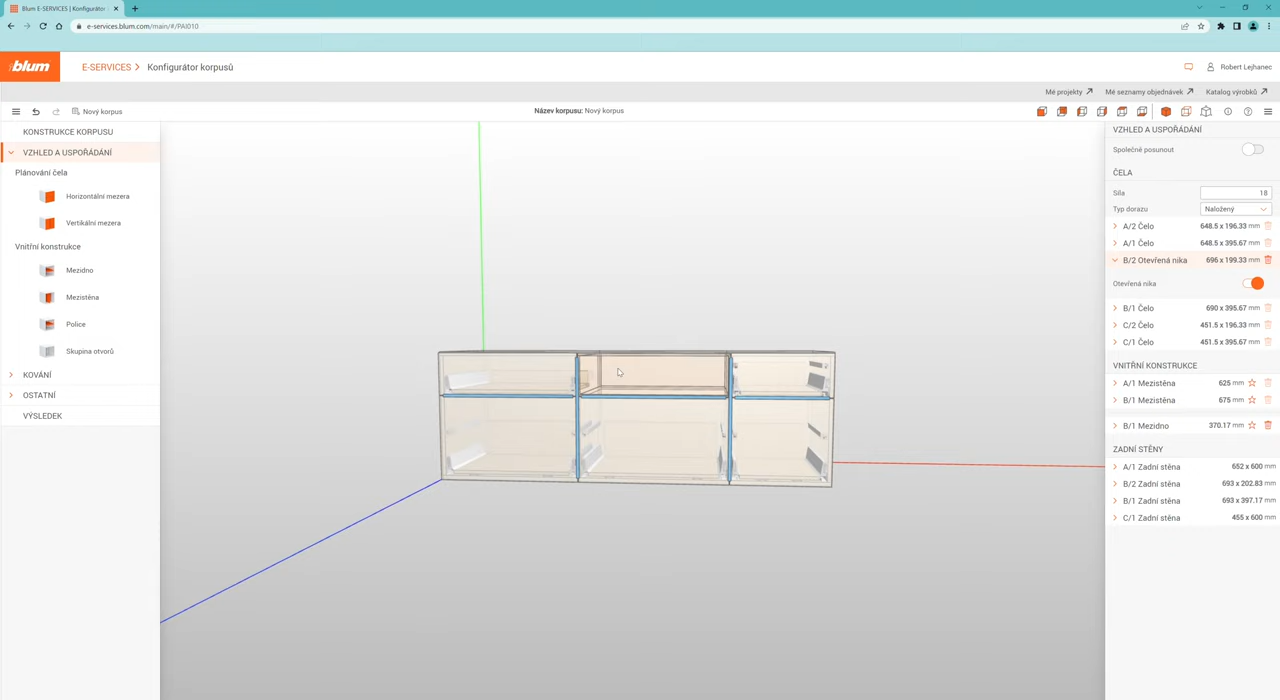 Blum E-SERVICES | Konfigurátor
e-services.blum.com/main/#/PAI010
blum
E-SERVICES
Konfigurátor korpusů
Robert Lejhanec
Mé projekty
Mé seznamy objednávek
Katalog výrobků
Nový korpus
Název korpusu: Nový korpus
KONSTRUKCE KORPUSU
VZHLED A USPOŘÁDÁNÍ
Plánování čela
Horizontální mezera
Vertikální mezera
Vnitřní konstrukce
Mezidno
Mezistěna
Police
Skupina otvorů
KOVÁNÍ
OSTATNÍ
VÝSLEDEK
VZHLED A USPOŘÁDÁNÍ
Společně posunout
ČELA
Síla 18
Typ dorazu Naložený
A/2 Čelo 648.5 x 196.33 mm
A/1 Čelo 648.5 x 395.67 mm
B/2 Otevřená nika 696 x 199.33 mm
Otevřená nika
B/1 Čelo 690 x 395.67 mm
C/2 Čelo 451.5 x 196.33 mm
C/1 Čelo 451.5 x 395.67 mm
VNITŘNÍ KONSTRUKCE
A/1 Mezistěna 625 mm
B/1 Mezistěna 675 mm
B/1 Mezidno 370.17 mm
ZADNÍ STĚNY
A/1 Zadní stěna 652 x 600 mm
B/2 Zadní stěna 693 x 202.83 mm
B/1 Zadní stěna 693 x 397.17 mm
C/1 Zadní stěna 455 x 600 mm